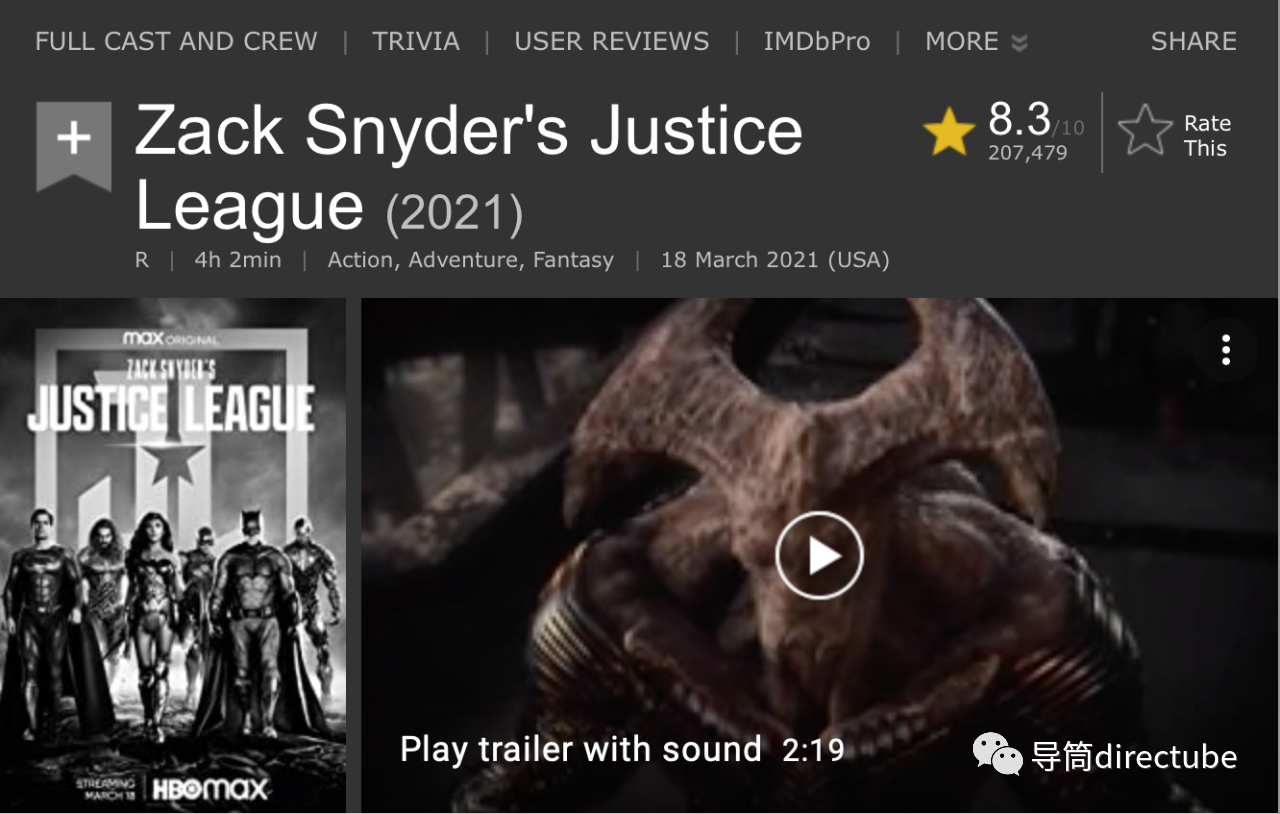 FULL CAST AND CREW | TRIVIA | USER REVIEWS | IMDbPro | MORE SHARE
Zack Snyder's Justice
League (2021)
8.3/10
207,479
Rate
This
R | 4h 2min | Action, Adventure, Fantasy | 18 March 2021 (USA)
max ORIGINAL
ZACK SNYDER'S
JUSTICE LEAGUE
STREAMING
MARCH 18
HBOmax
Play trailer with sound 2:19
导筒directube